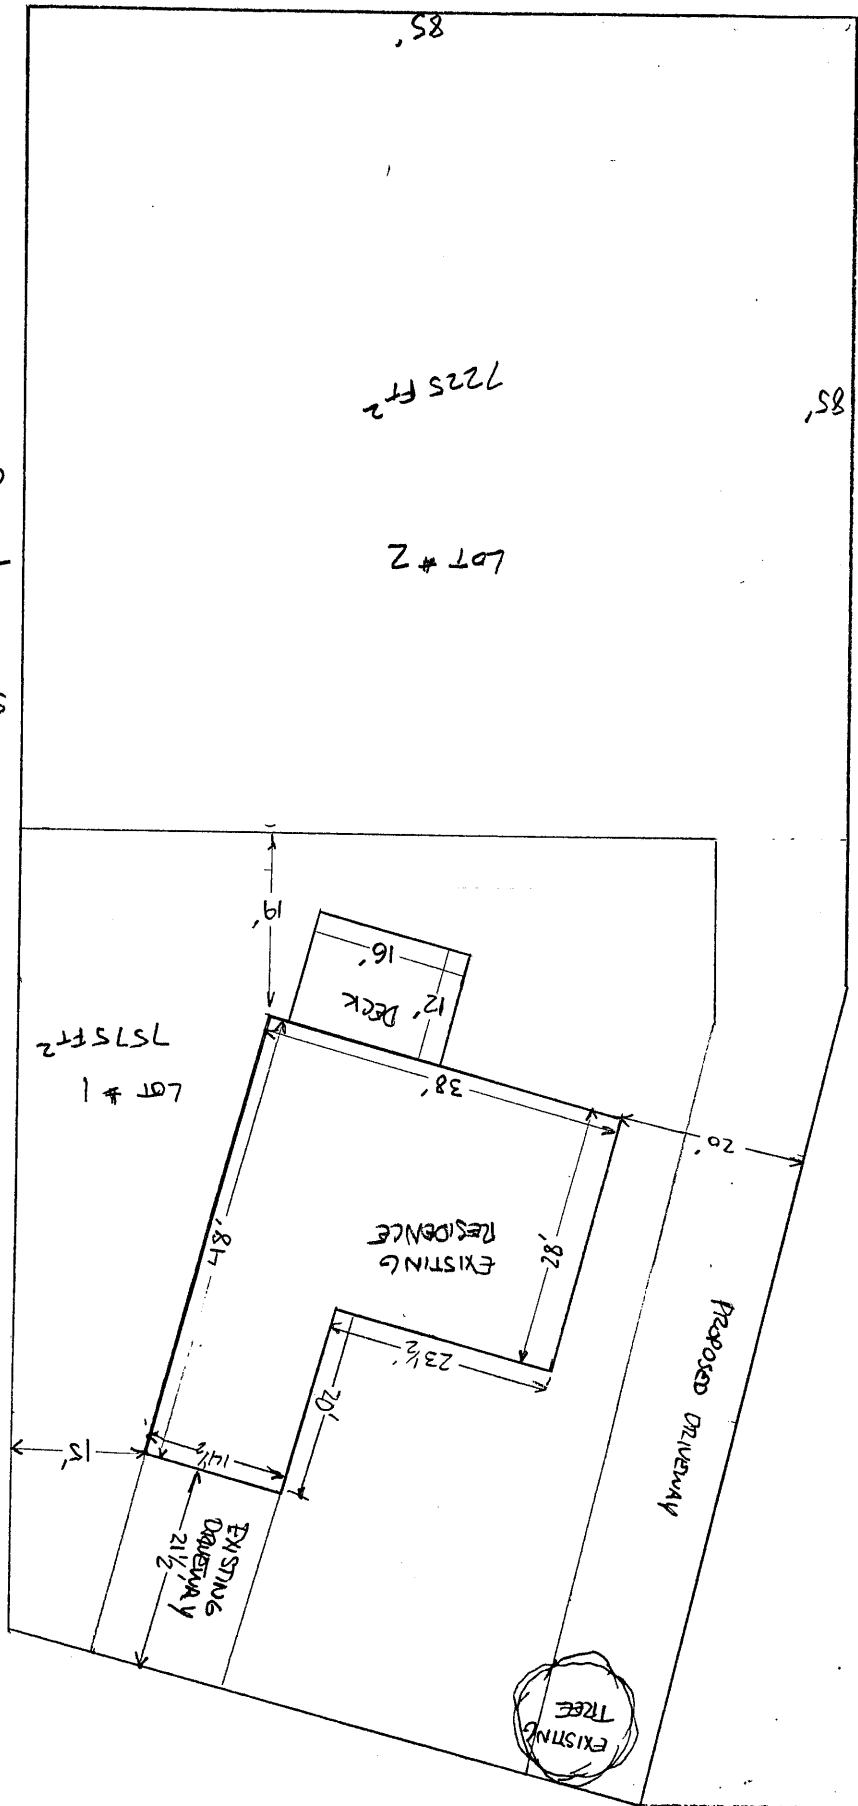 EXISTING
TREE
EXISTING
DRIVEWAY
21½'
PROPOSED DRIVEWAY
20'
14½'
15'
23½'
28'
EXISTING
RESIDENCE
48'
20'
38'
LOT #1
7575 FT²
12'
DECK
16'
19'
LOT #2
7225 FT²
85'
85'